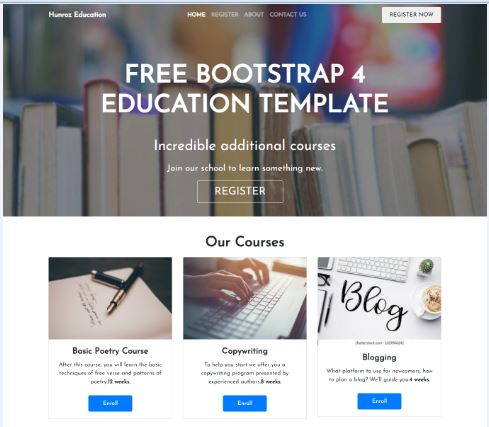 Hunroz Education
HOME REGISTER ABOUT CONTACT US
REGISTER NOW
FREE BOOTSTRAP 4
EDUCATION TEMPLATE
Incredible additional courses
Join our school to learn something new.
REGISTER
Our Courses
Basic Poetry Course
After this course, you will learn the basic
techniques of free verse and patterns of
poetry.12 weeks.
Enroll
Copywriting
To help you start we offer you a
copywriting program presented by
experienced authors.8 weeks.
Enroll
Blog
Blogging
What platform to use for newcomers, how
to plan a blog? We'll guide you.4 weeks.
Enroll